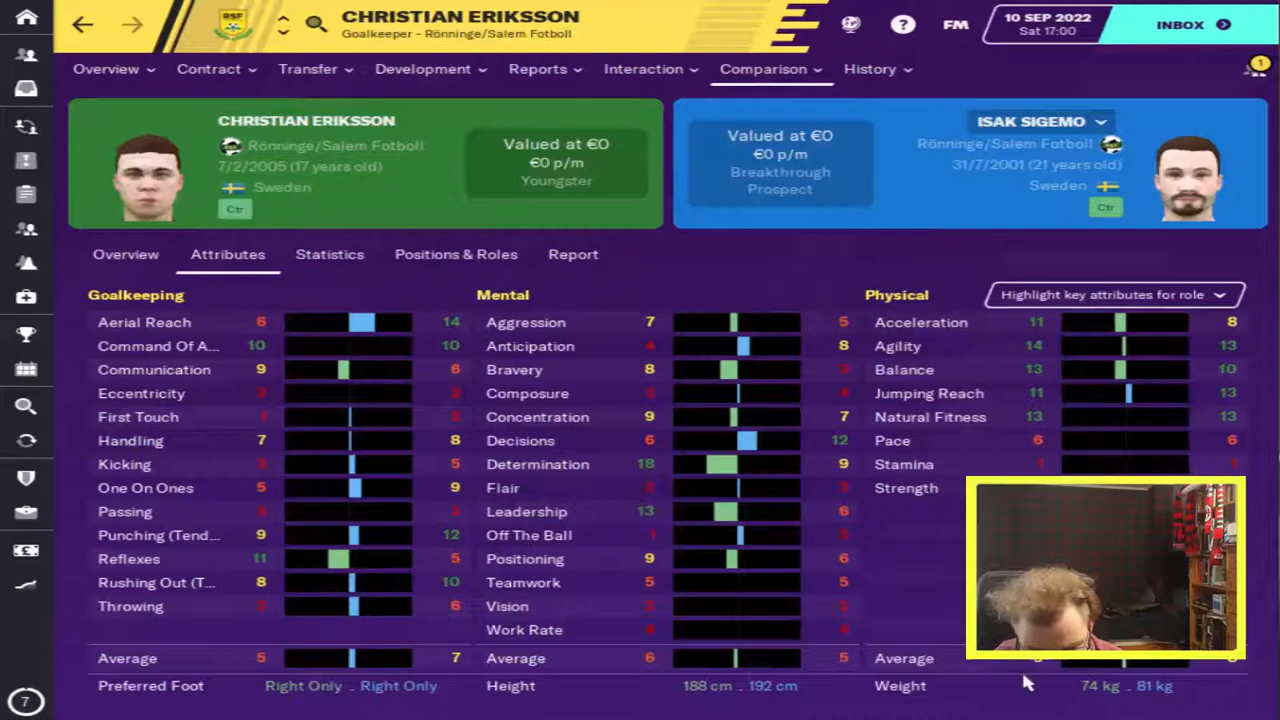 RSF
CHRISTIAN ERIKSSON
Goalkeeper - Rönninge/Salem Fotboll
FM
10 SEP 2022
Sat 17:00
INBOX
Overview
Contract
Transfer
Development
Reports
Interaction
Comparison
History
1
CHRISTIAN ERIKSSON
Rönninge/Salem Fotboll
7/2/2005 (17 years old)
Sweden
Ctr
Valued at €0
€0 p/m
Youngster
Valued at €0
€0 p/m
Breakthrough
Prospect
ISAK SIGEMO
Rönninge/Salem Fotboll
31/7/2001 (21 years old)
Sweden
Ctr
Overview
Attributes
Statistics
Positions & Roles
Report
Goalkeeping
Aerial Reach 6 14
Command Of A... 10 10
Communication 9 6
Eccentricity
First Touch
Handling 7 8
Kicking 5
One On Ones 5 9
Passing
Punching (Tend... 9 12
Reflexes 11 5
Rushing Out (T... 8 10
Throwing 6
Average 5 7
Preferred Foot Right Only .. Right Only
Mental
Aggression 7 5
Anticipation 4 8
Bravery 8
Composure
Concentration 9 7
Decisions 6 12
Determination 18 9
Flair
Leadership 13 6
Off The Ball
Positioning 9 6
Teamwork 5 5
Vision
Work Rate
Average 6 5
Height 188 cm .. 192 cm
Physical
Highlight key attributes for role
Acceleration 11 8
Agility 14 13
Balance 13 10
Jumping Reach 11 13
Natural Fitness 13 13
Pace 6 6
Stamina 1 1
Strength
Average
Weight 74 kg .. 81 kg
7